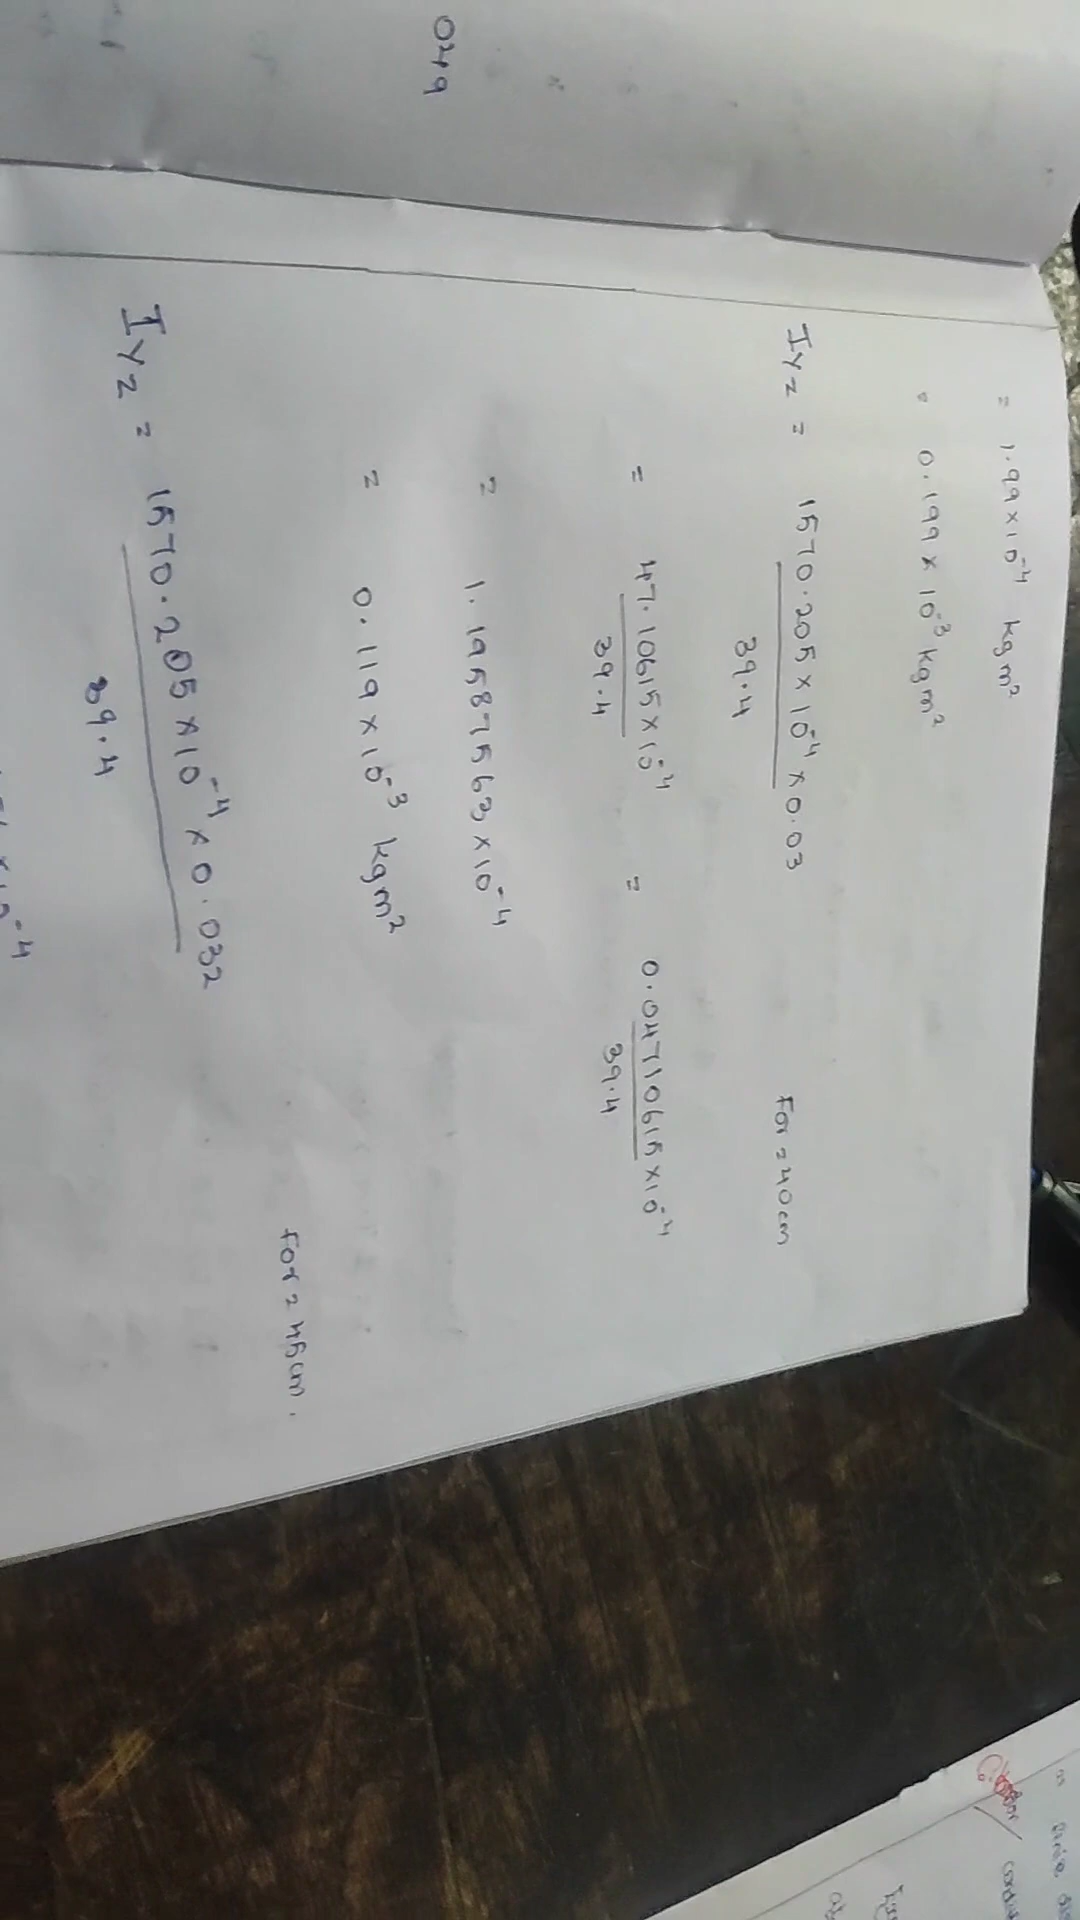 049
= 1.99 × 10⁻⁴ kgm²
= 0.199 × 10⁻³ kgm²
IYZ = 1570.205 × 10⁻⁴ × 0.03 For = 40cm
39.4
= 47.10615 × 10⁻⁴ = 0.04710615 × 10⁻⁴
39.4 39.4
= 1.19587563 × 10⁻⁴
= 0.119 × 10⁻³ kgm²
For = 45cm.
IYZ = 1570.205 × 10⁻⁴ × 0.032
39.4